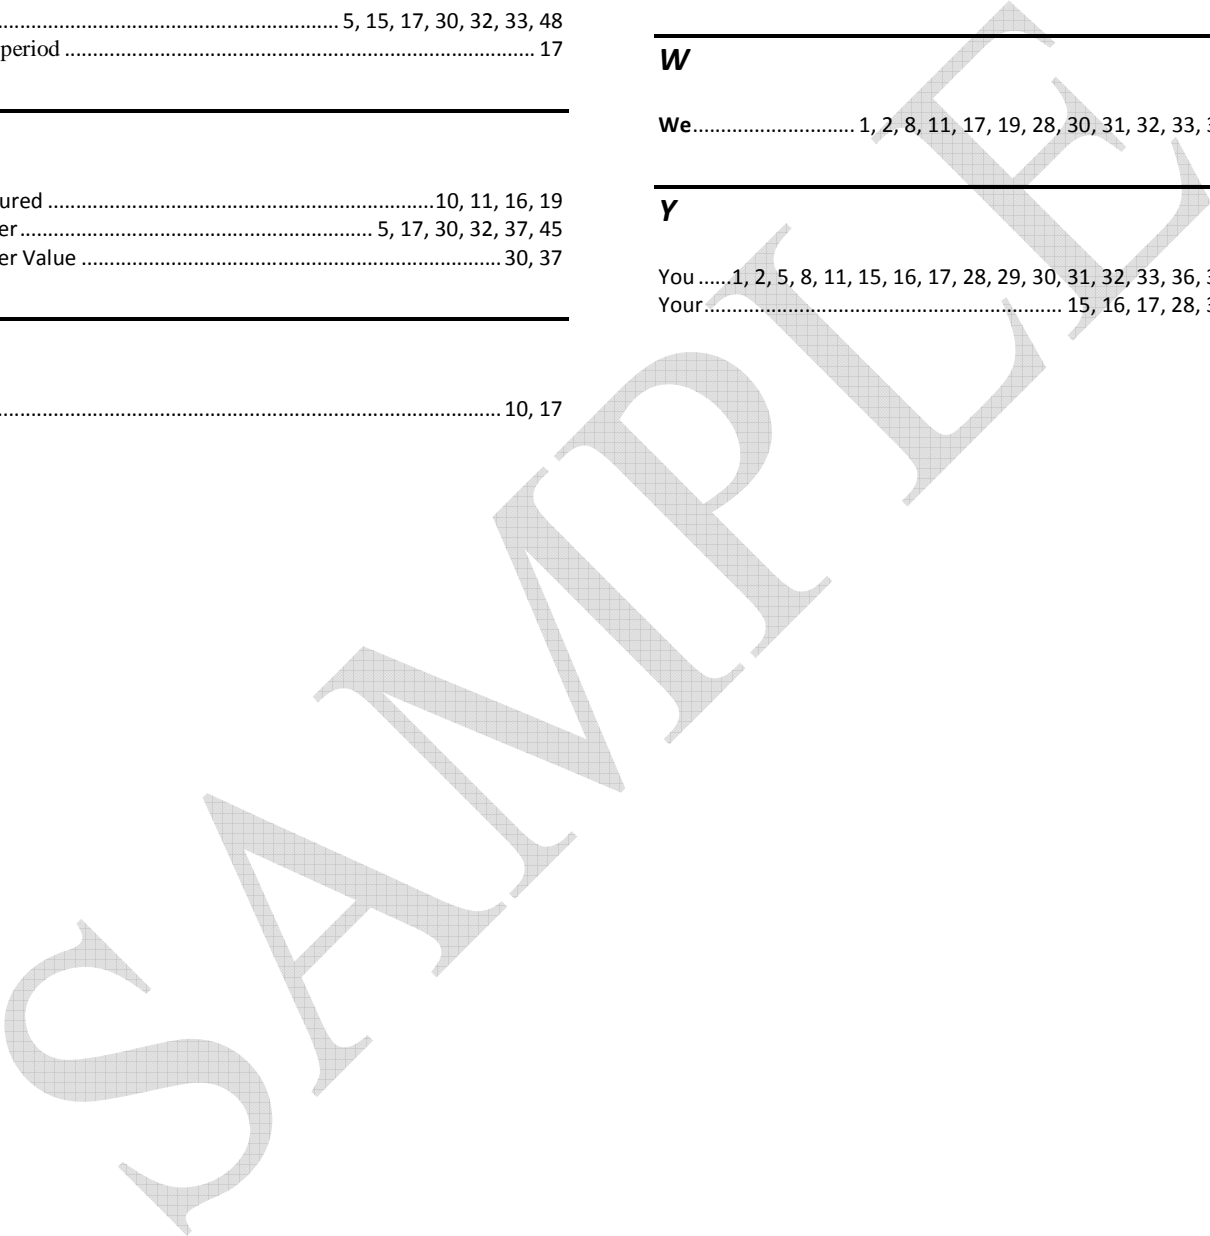 5, 15, 17, 30, 32, 33, 48
period 17
ured 10, 11, 16, 19
er 5, 17, 30, 32, 37, 45
er Value 30, 37
10, 17
W
We 1, 2, 8, 11, 17, 19, 28, 30, 31, 32, 33,
Y
You 1, 2, 5, 8, 11, 15, 16, 17, 28, 29, 30, 31, 32, 33, 36,
Your 15, 16, 17, 28,
SAMPLE